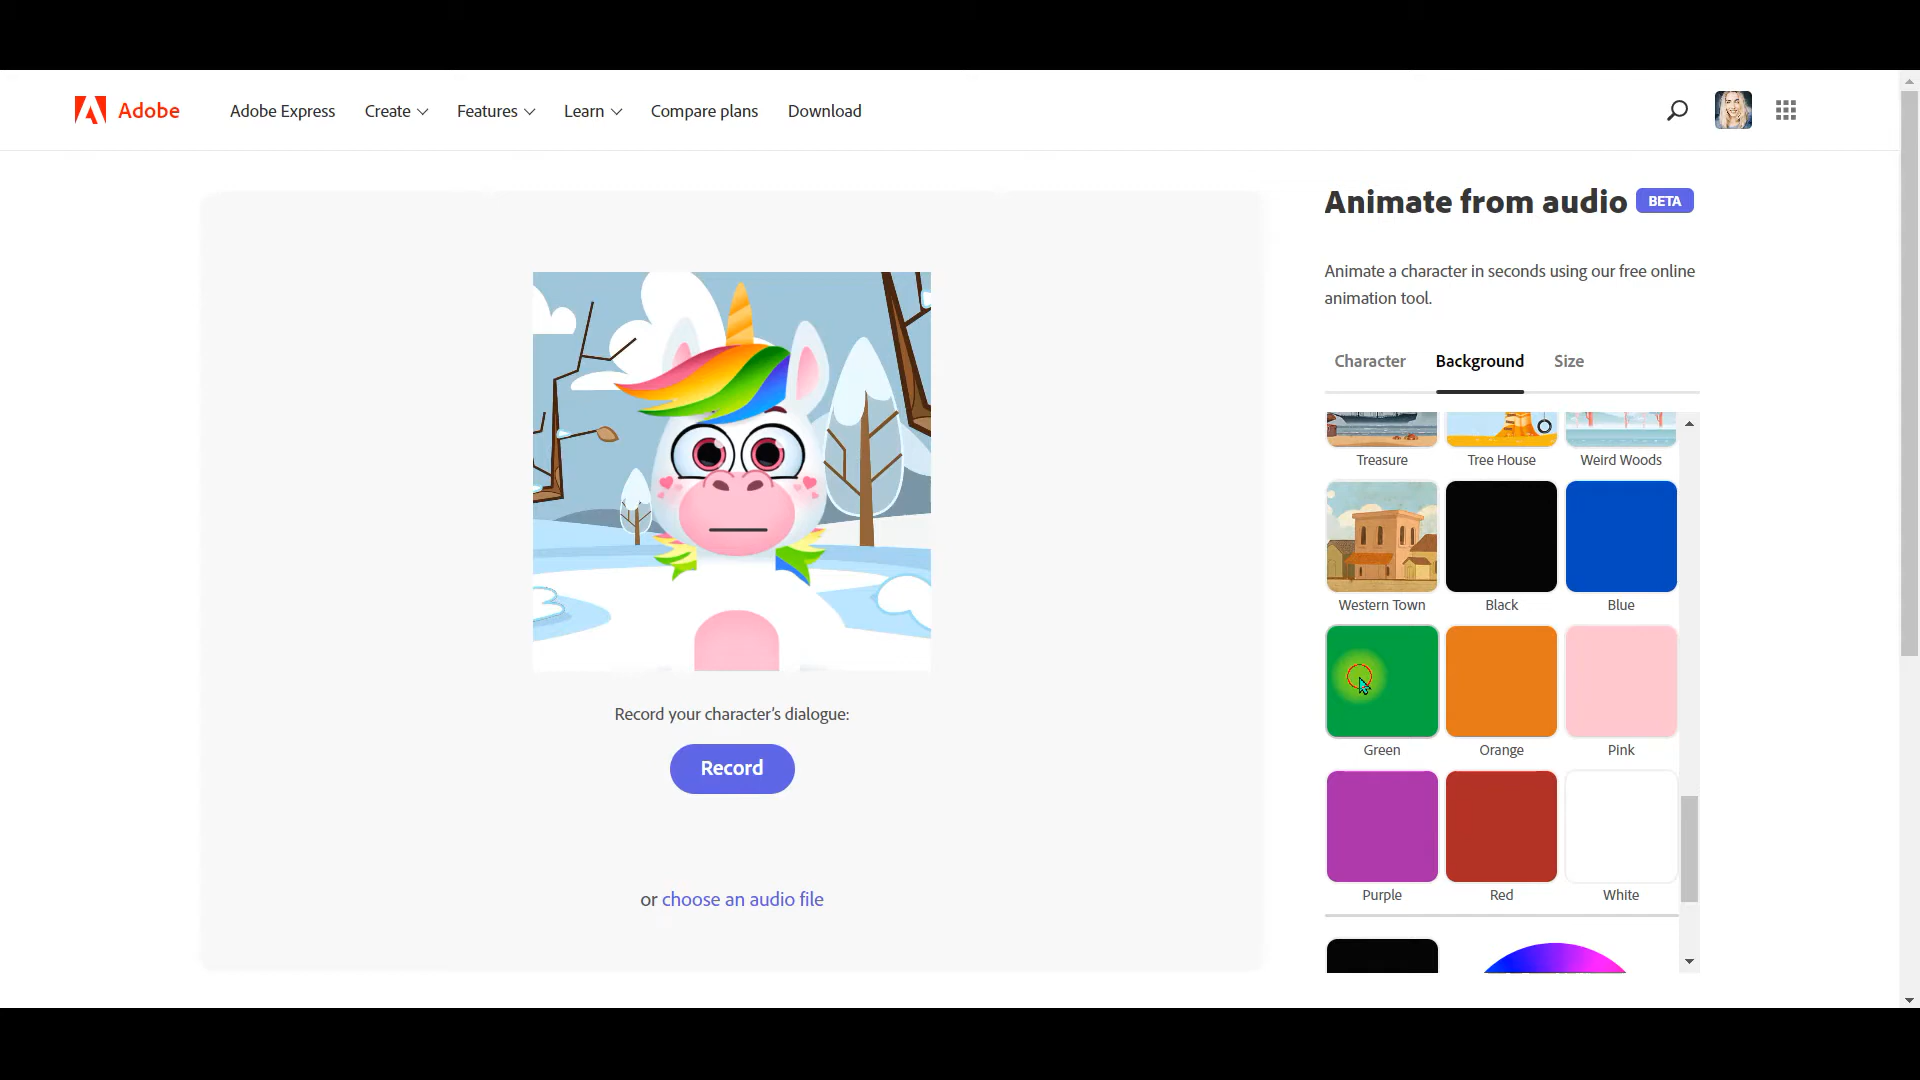 Adobe
Adobe Express
Create
Features
Learn
Compare plans
Download
Animate from audio
BETA
Animate a character in seconds using our free online
animation tool.
Character
Background
Size
Treasure
Tree House
Weird Woods
Western Town
Black
Blue
Green
Orange
Pink
Purple
Red
White
Record your character's dialogue:
Record
or choose an audio file